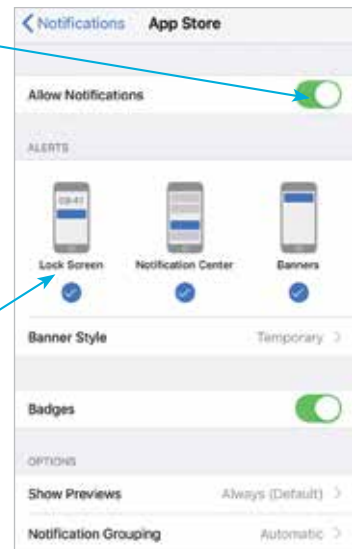 Notifications App Store
Allow Notifications
ALERTS
09:41
Lock Screen Notification Center Banners
Banner Style Temporary
Badges
OPTIONS
Show Previews Always (Default)
Notification Grouping Automatic